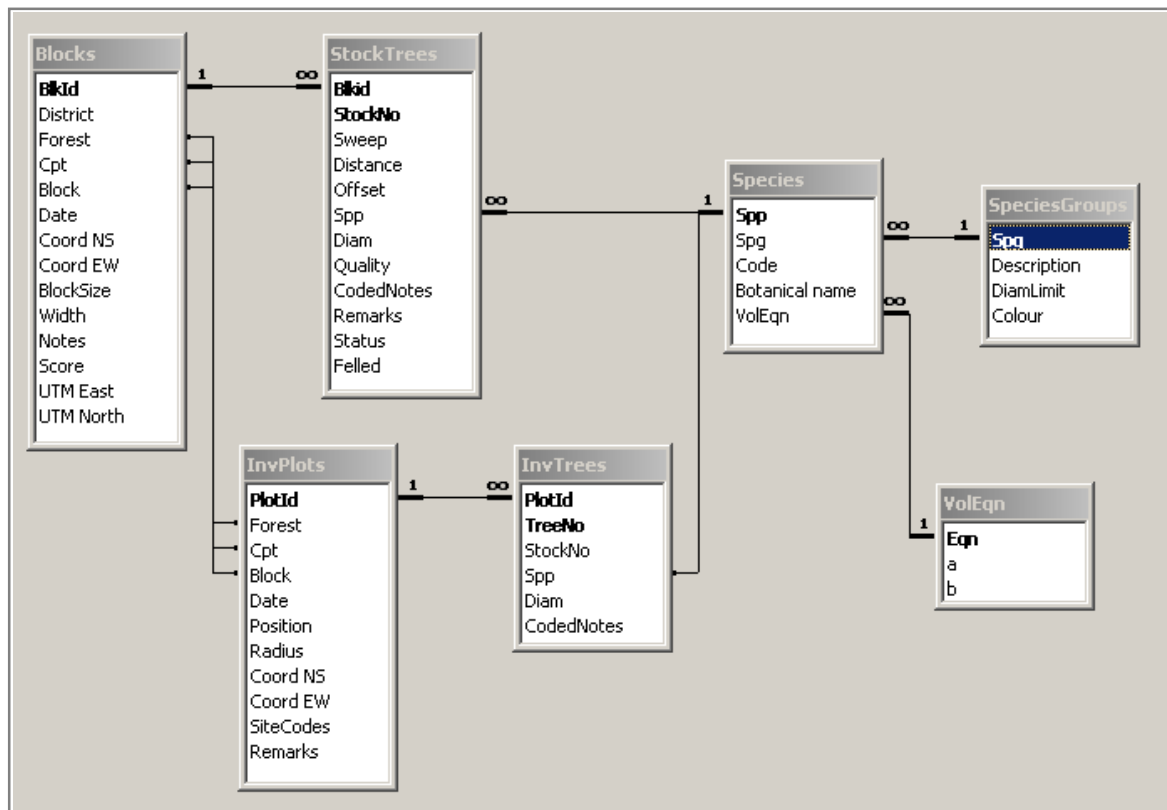 Blocks
BlkId
District
Forest
Cpt
Block
Date
Coord NS
Coord EW
BlockSize
Width
Notes
Score
UTM East
UTM North
1
∞
StockTrees
Blkid
StockNo
Sweep
Distance
Offset
Spp
Diam
Quality
CodedNotes
Remarks
Status
Felled
∞
1
Species
Spp
Spg
Code
Botanical name
VolEqn
∞
1
∞
1
SpeciesGroups
Spg
Description
DiamLimit
Colour
InvPlots
PlotId
Forest
Cpt
Block
Date
Position
Radius
Coord NS
Coord EW
SiteCodes
Remarks
1
∞
InvTrees
PlotId
TreeNo
StockNo
Spp
Diam
CodedNotes
VolEqn
Eqn
a
b